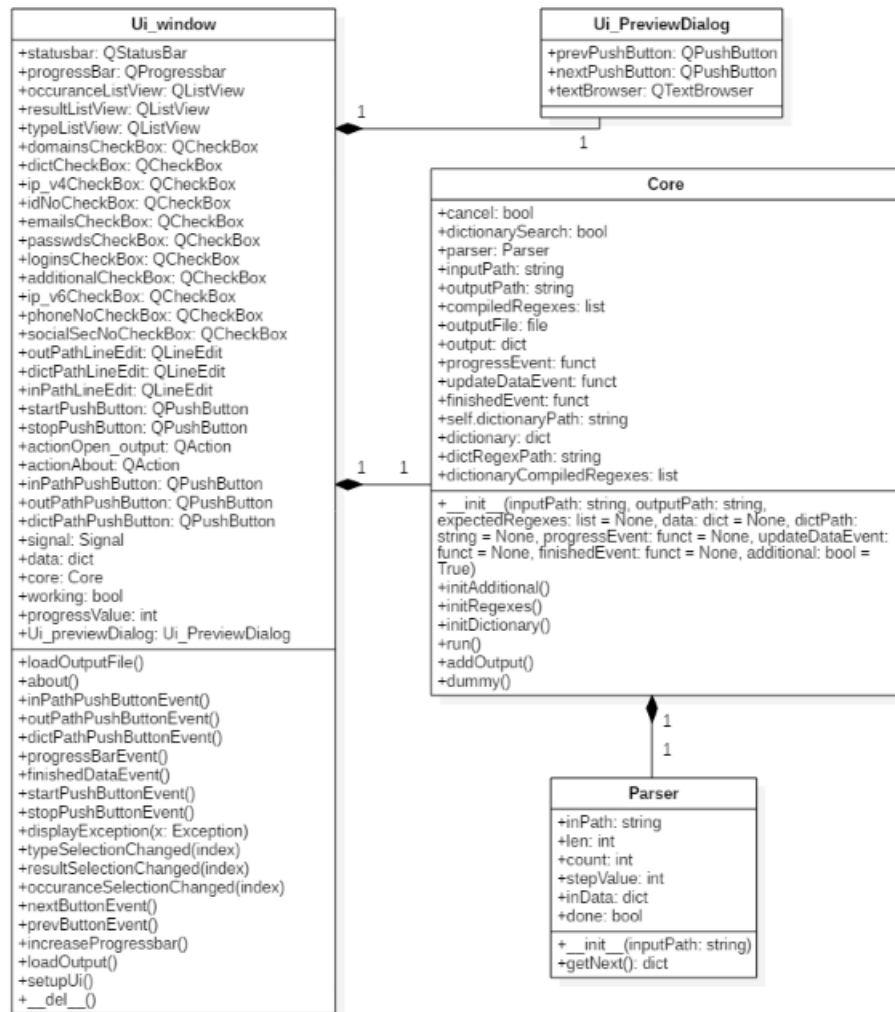 Ui_window
+statusbar: QStatusBar
+progressBar: QProgressbar
+occuranceListView: QListView
+resultListView: QListView
+typeListView: QListView
+domainsCheckBox: QCheckBox
+dictCheckBox: QCheckBox
+ip_v4CheckBox: QCheckBox
+idNoCheckBox: QCheckBox
+emailsCheckBox: QCheckBox
+passwdsCheckBox: QCheckBox
+loginsCheckBox: QCheckBox
+additionalCheckBox: QCheckBox
+ip_v6CheckBox: QCheckBox
+phoneNoCheckBox: QCheckBox
+socialSecNoCheckBox: QCheckBox
+outPathLineEdit: QLineEdit
+dictPathLineEdit: QLineEdit
+inPathLineEdit: QLineEdit
+startPushButton: QPushButton
+stopPushButton: QPushButton
+actionOpen_output: QAction
+actionAbout: QAction
+inPathPushButton: QPushButton
+outPathPushButton: QPushButton
+dictPathPushButton: QPushButton
+signal: Signal
+data: dict
+core: Core
+working: bool
+progressValue: int
+Ui_previewDialog: Ui_PreviewDialog
+loadOutputFile()
+about()
+inPathPushButtonEvent()
+outPathPushButtonEvent()
+dictPathPushButtonEvent()
+progressBarEvent()
+finishedDataEvent()
+startPushButtonEvent()
+stopPushButtonEvent()
+displayException(x: Exception)
+typeSelectionChanged(index)
+resultSelectionChanged(index)
+occuranceSelectionChanged(index)
+nextButtonEvent()
+prevButtonEvent()
+increaseProgressbar()
+loadOutput()
+setupUi()
+__del__()
1
1
Ui_PreviewDialog
+prevPushButton: QPushButton
+nextPushButton: QPushButton
+textBrowser: QTextBrowser
1
1
Core
+cancel: bool
+dictionarySearch: bool
+parser: Parser
+inputPath: string
+outputPath: string
+compiledRegexes: list
+outputFile: file
+output: dict
+progressEvent: funct
+updateDataEvent: funct
+finishedEvent: funct
+self.dictionaryPath: string
+dictionary: dict
+dictRegexPath: string
+dictionaryCompiledRegexes: list
+__init__(inputPath: string, outputPath: string,
expectedRegexes: list = None, data: dict = None, dictPath:
string = None, progressEvent: funct = None, updateDataEvent:
funct = None, finishedEvent: funct = None, additional: bool =
True)
+initAdditional()
+initRegexes()
+initDictionary()
+run()
+addOutput()
+dummy()
1
1
Parser
+inPath: string
+len: int
+count: int
+stepValue: int
+inData: dict
+done: bool
+__init__(inputPath: string)
+getNext(): dict